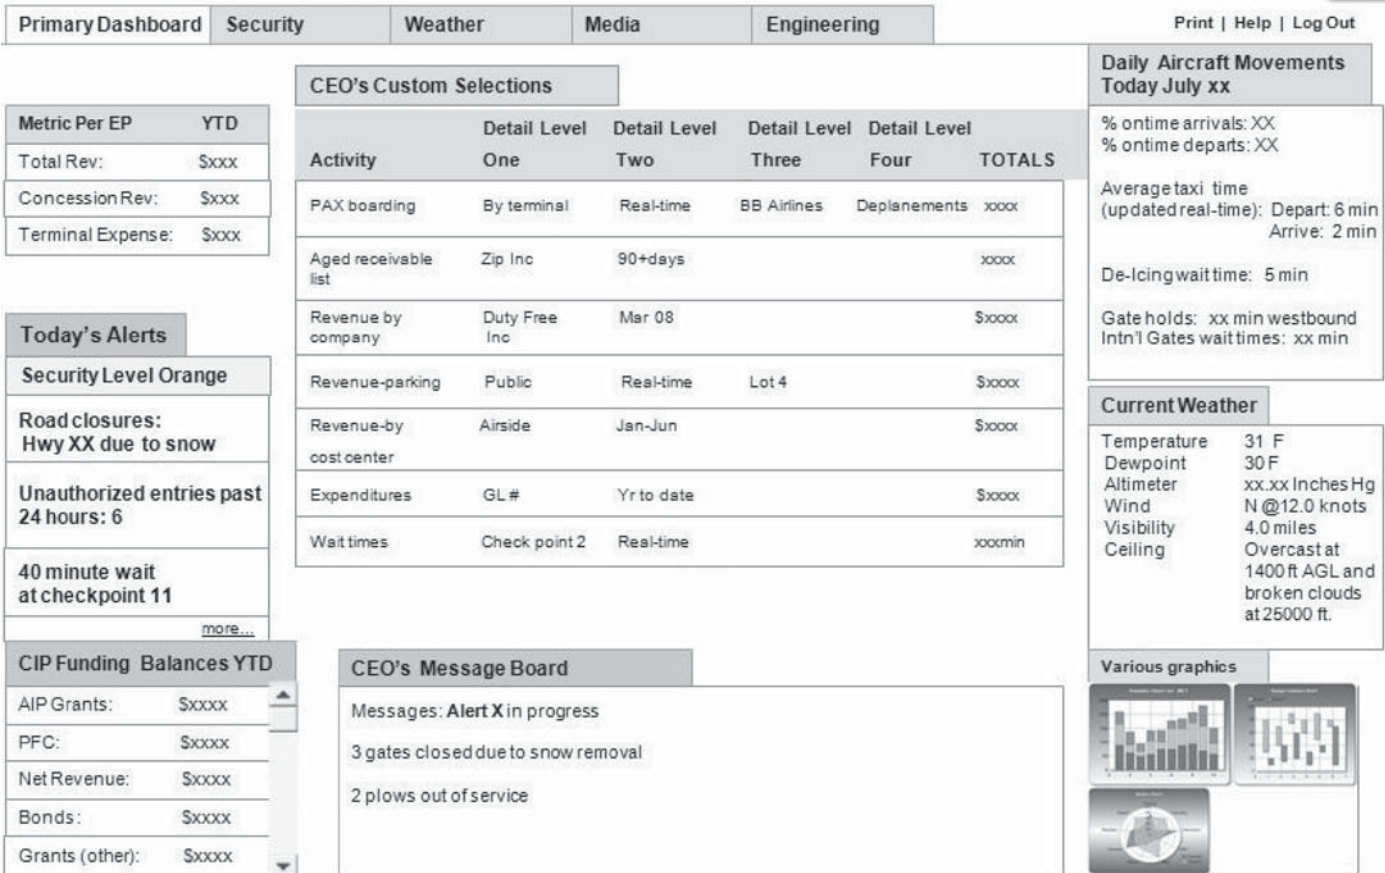 Primary Dashboard Security Weather Media Engineering Print | Help | Log Out
Metric Per EP YTD
Total Rev: $xxx
Concession Rev: $xxx
Terminal Expense: $xxx
Today's Alerts
Security Level Orange
Road closures:
Hwy XX due to snow
Unauthorized entries past
24 hours: 6
40 minute wait
at checkpoint 11
more...
CIP Funding Balances YTD
AIP Grants: $xxxx
PFC: $xxxx
Net Revenue: $xxxx
Bonds: $xxxx
Grants (other): $xxxx
CEO's Custom Selections
Detail Level Detail Level Detail Level Detail Level
Activity One Two Three Four TOTALS
PAX boarding By terminal Real-time BB Airlines Deplanements xxxx
Aged receivable Zip Inc 90+days xxxx
list
Revenue by Duty Free Mar 08 $xxxx
company Inc
Revenue-parking Public Real-time Lot 4 $xxxx
Revenue-by Airside Jan-Jun $xxxx
cost center
Expenditures GL # Yr to date $xxxx
Wait times Check point 2 Real-time xxxmin
CEO's Message Board
Messages: Alert X in progress
3 gates closed due to snow removal
2 plows out of service
Daily Aircraft Movements
Today July xx
% ontime arrivals: XX
% ontime departs: XX
Average taxi time
(updated real-time): Depart: 6 min
Arrive: 2 min
De-Icing wait time: 5 min
Gate holds: xx min westbound
Intn'l Gates wait times: xx min
Current Weather
Temperature 31 F
Dewpoint 30 F
Altimeter xx.xx Inches Hg
Wind N @12.0 knots
Visibility 4.0 miles
Ceiling Overcast at
1400 ft AGL and
broken clouds
at 25000 ft.
Various graphics